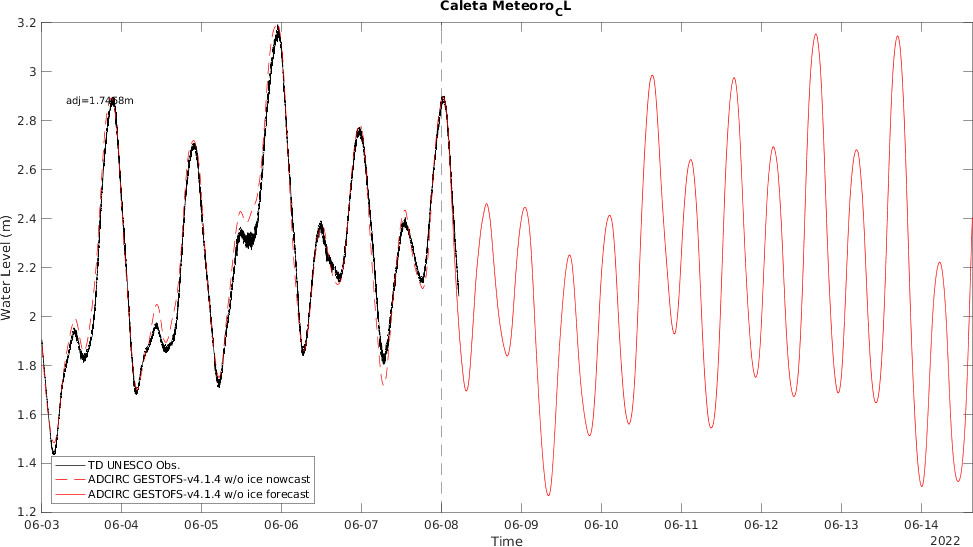 Caleta MeteoroCL
3.2
3
2.8
2.6
2.4
2.2
2
1.8
1.6
1.4
1.2
Water Level (m)
adj=1.7468m
TD UNESCO Obs.
ADCIRC GESTOFS-v4.1.4 w/o ice nowcast
ADCIRC GESTOFS-v4.1.4 w/o ice forecast
06-03 06-04 06-05 06-06 06-07 06-08 06-09 06-10 06-11 06-12 06-13 06-14
Time
2022